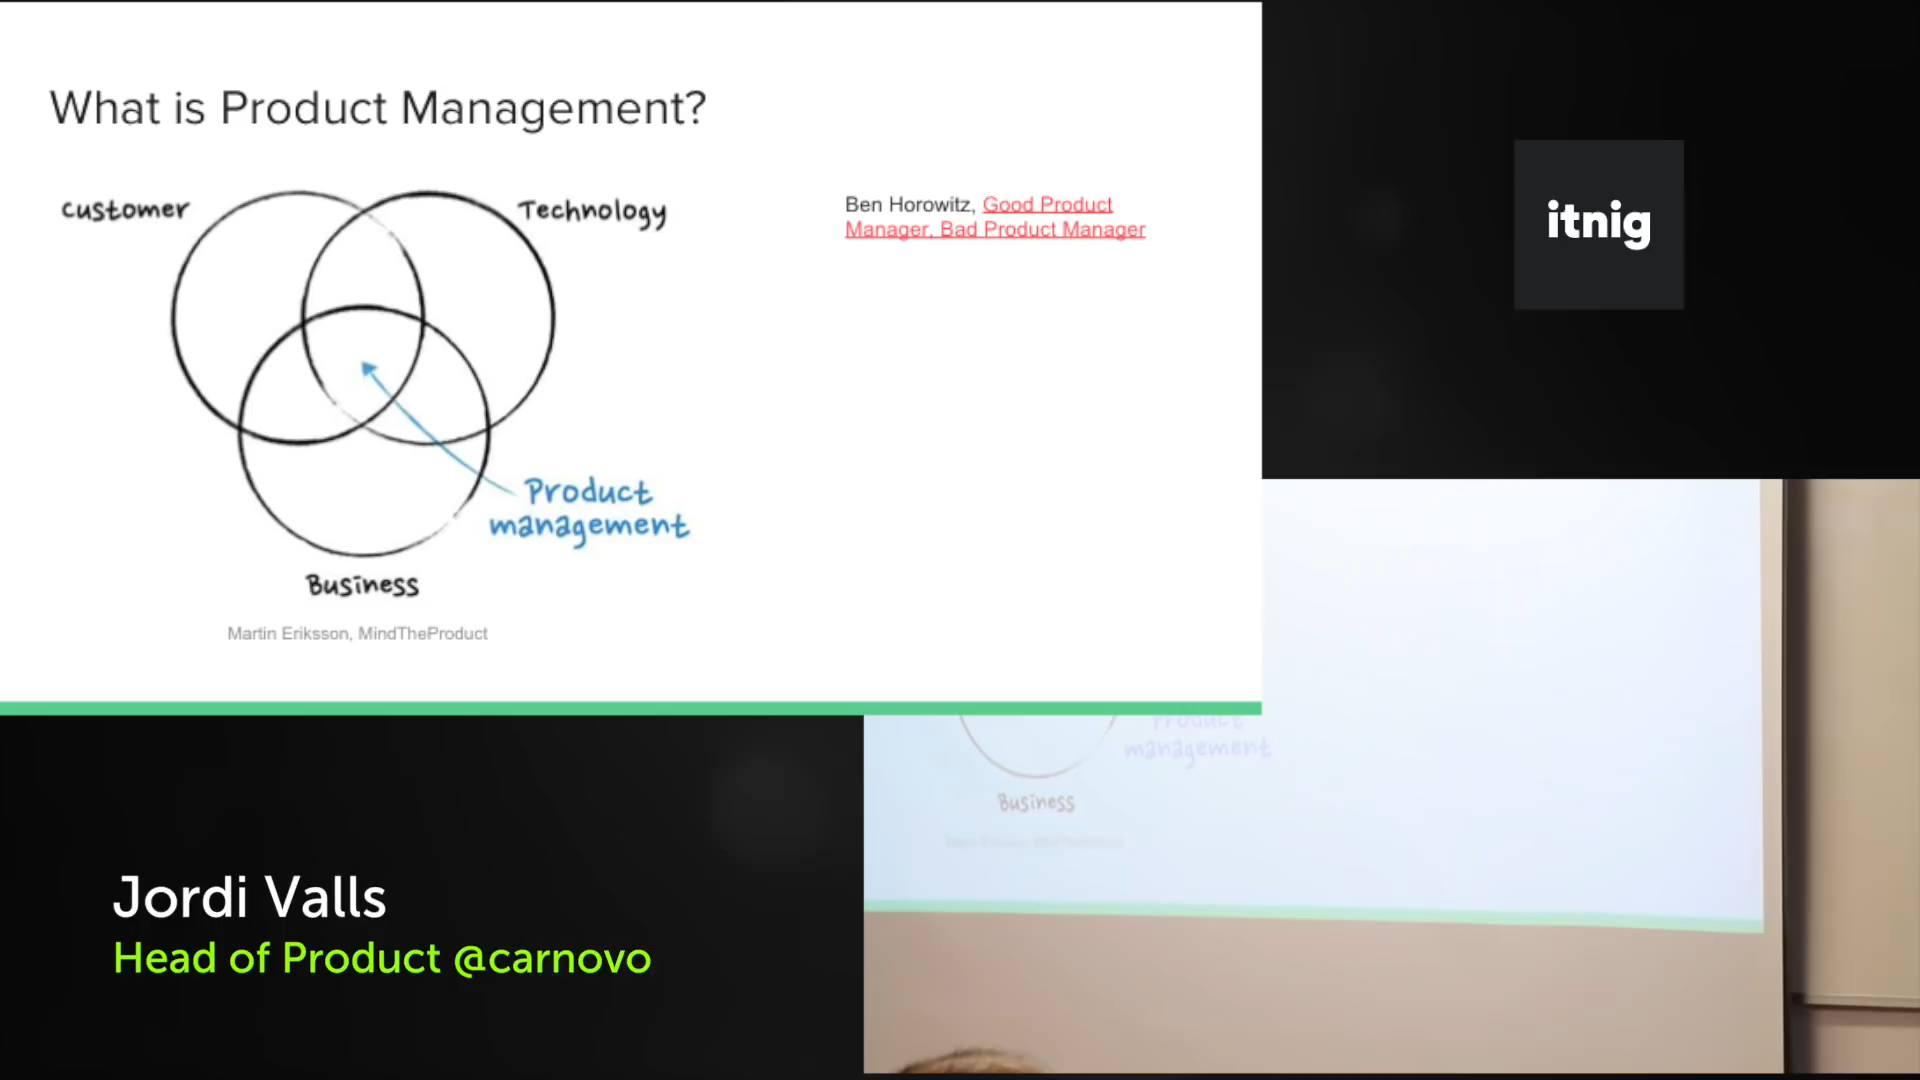 What is Product Management?
customer
Technology
Ben Horowitz, Good Product
Manager, Bad Product Manager
Product
management
Business
Martin Eriksson, MindTheProduct
itnig
Product
management
Business
Jordi Valls
Head of Product @carnovo